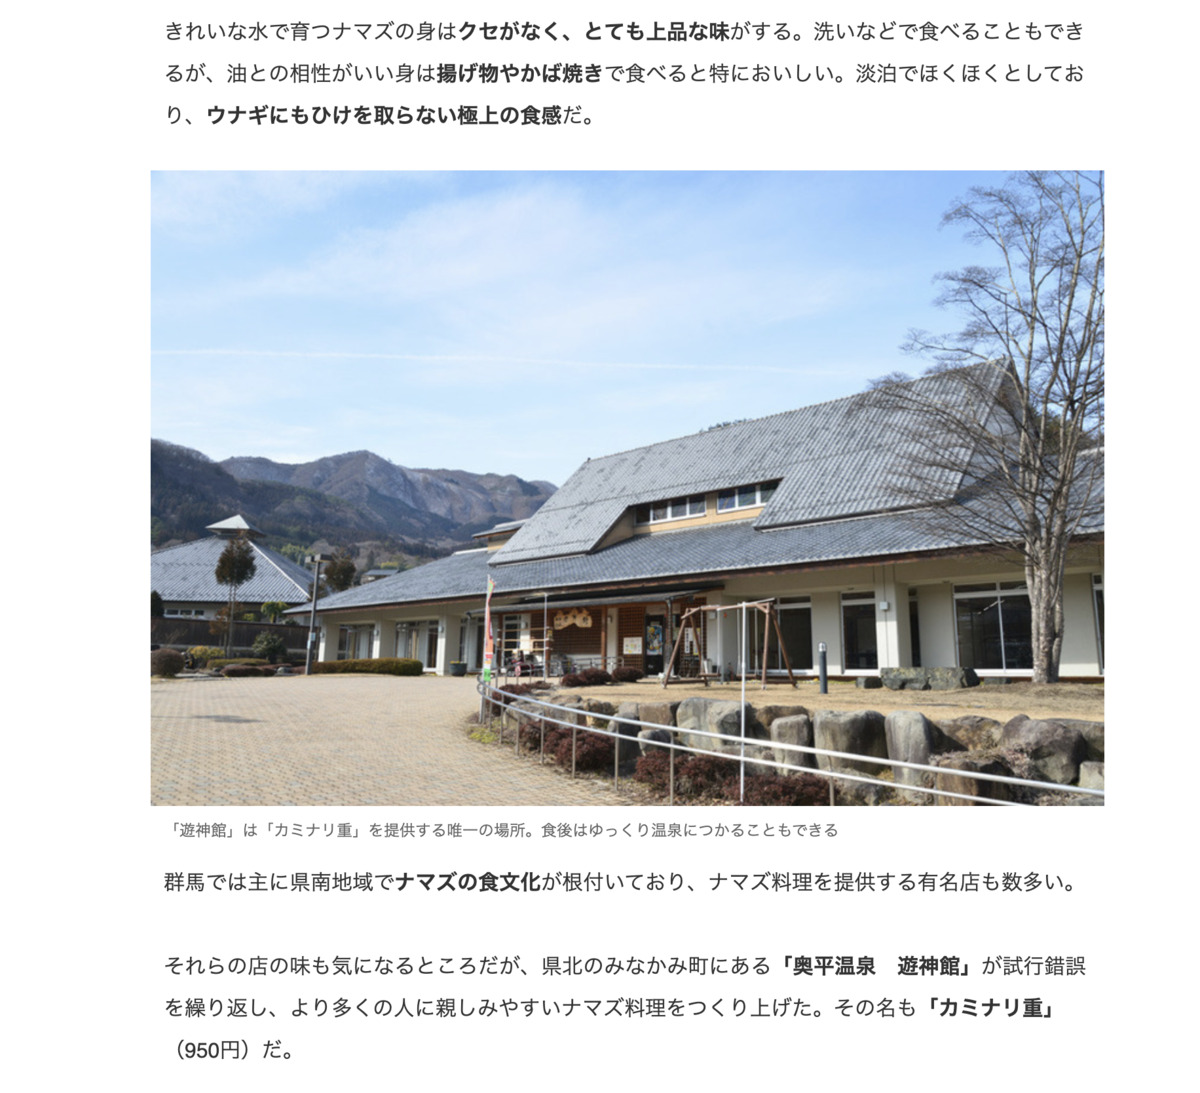 きれいな水で育つナマズの身はクセがなく、とても上品な味がする。洗いなどで食べることもでき
るが、油との相性がいい身は揚げ物やかば焼きで食べると特においしい。淡泊でほくほくとしてお
り、ウナギにもひけを取らない極上の食感だ。
「遊神館」は「カミナリ重」を提供する唯一の場所。食後はゆっくり温泉につかることもできる
群馬では主に県南地域でナマズの食文化が根付いており、ナマズ料理を提供する有名店も数多い。
それらの店の味も気になるところだが、県北のみなかみ町にある「奥平温泉　遊神館」が試行錯誤
を繰り返し、より多くの人に親しみやすいナマズ料理をつくり上げた。その名も「カミナリ重」
（950円）だ。